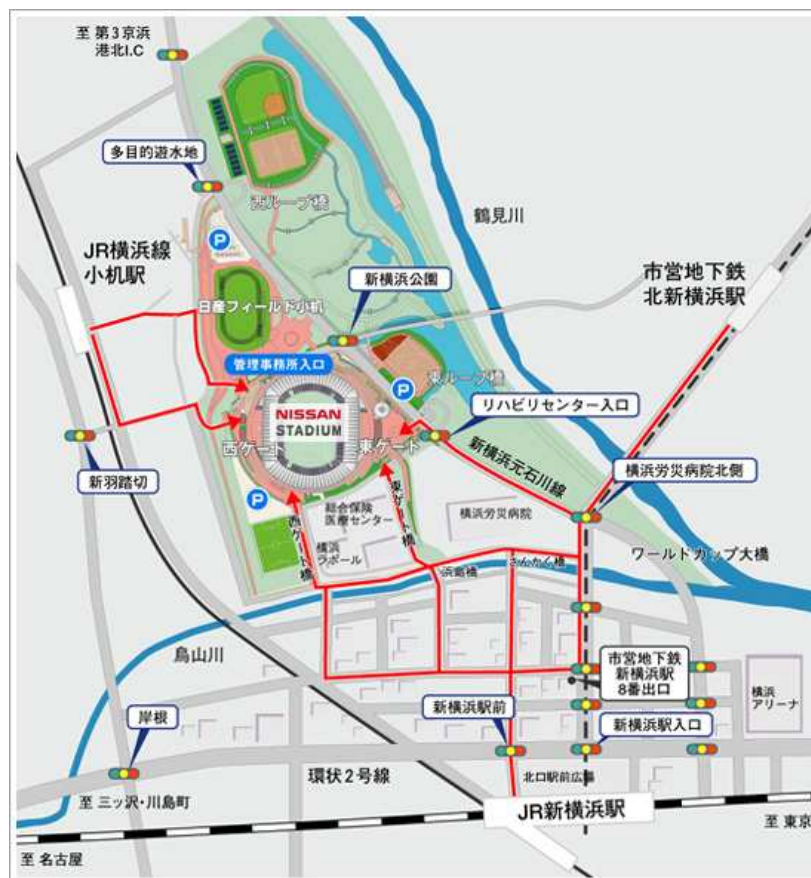 至 第3京浜
港北I.C
多目的遊水地
西ループ橋
鶴見川
P
JR横浜線
小机駅
新横浜公園
市営地下鉄
北新横浜駅
日産フィールド小机
管理事務所入口
P
東ループ橋
NISSAN
STADIUM
リハビリセンター入口
西ゲート
東ゲート
新横浜元石川線
新羽踏切
横浜労災病院北側
P
西ゲート橋
総合保険
医療センター
東ゲート橋
横浜労災病院
横浜
ラポール
浜鳥橋
さんかく橋
ワールドカップ大橋
鳥山川
市営地下鉄
新横浜駅
8番出口
横浜
アリーナ
岸根
新横浜駅前
新横浜駅入口
環状2号線
北口駅前広場
至 三ッ沢・川島町
JR新横浜駅
至 東京
至 名古屋